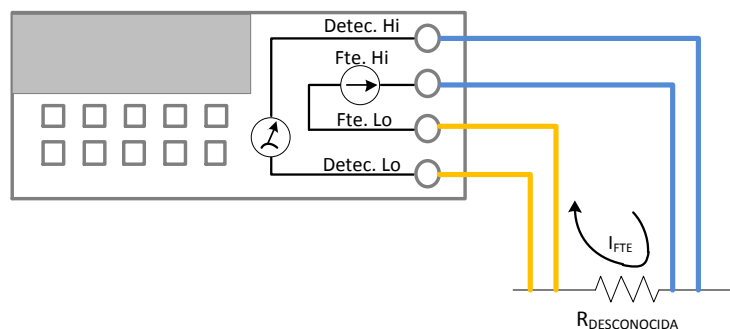 Detec. Hi
Fte. Hi
Fte. Lo
Detec. Lo
IFTE
RDESCONOCIDA